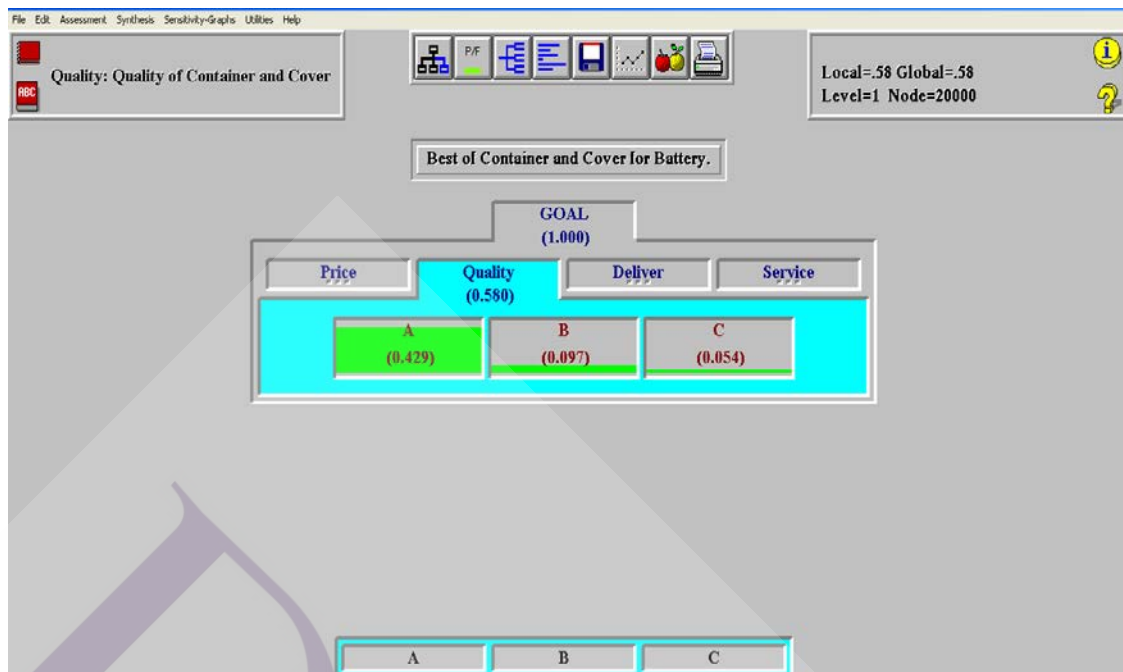 File Edit Assessment Synthesis Sensitivity-Graphs Utilities Help
ABC
Quality: Quality of Container and Cover
P/F
Local=.58 Global=.58
Level=1 Node=20000
Best of Container and Cover for Battery.
GOAL
(1.000)
Price Quality Deliver Service
(0.580)
A B C
(0.429) (0.097) (0.054)
A B C